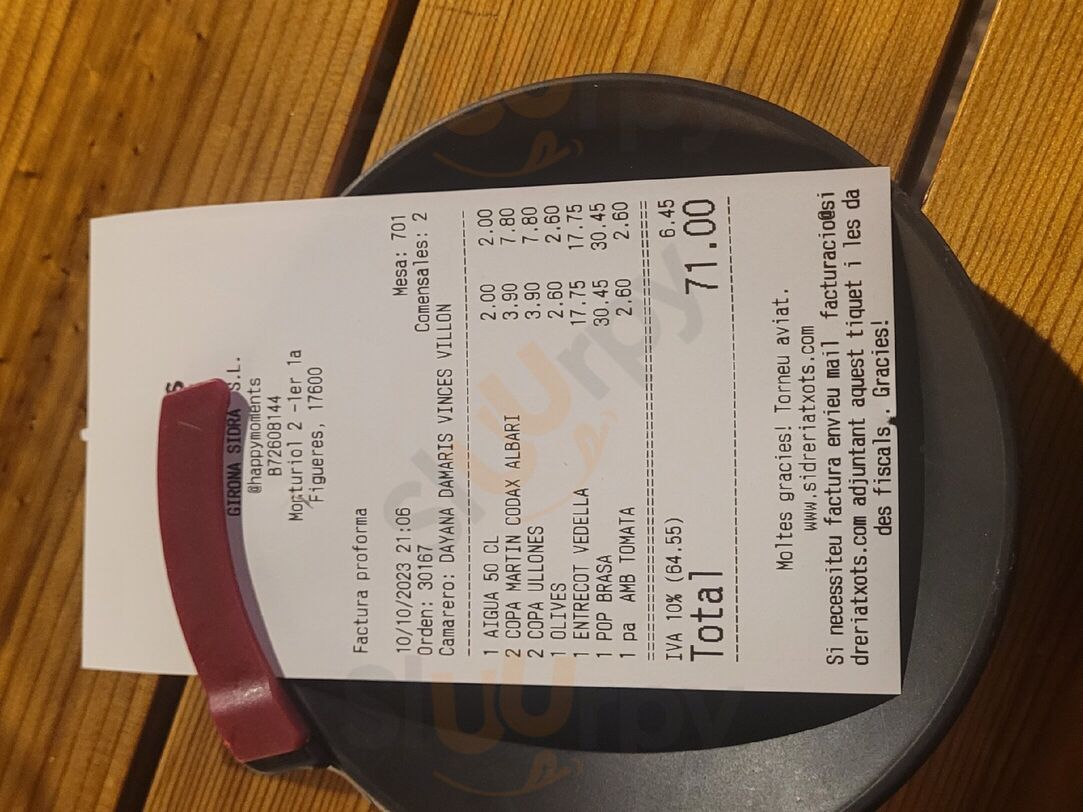 S
GIRONA SIDRA S.L.
@happymoments
B72608144
Monturiol 2 -1er 1a
Figueres, 17600
Factura proforma
10/10/2023 21:06 Mesa: 701
Orden: 30167 Comensales: 2
Camarero: DAYANA DAMARIS VINCES VILLON
1 AIGUA 50 CL 2.00 2.00
2 COPA MARTIN CODAX ALBARI 3.90 7.80
2 COPA ULLONES 3.90 7.80
1 OLIVES 2.60 2.60
1 ENTRECOT VEDELLA 17.75 17.75
1 POP BRASA 30.45 30.45
1 pa AMB TOMATA 2.60 2.60
IVA 10% (64.55) 6.45
Total 71.00
Moltes gracies! Torneu aviat.
www.sidreriatxots.com
Si necessiteu factura envieu mail facturacio@si
dreriatxots.com adjuntant aquest tiquet i les da
des fiscals. Gracies!
sluurpy
sluurpy